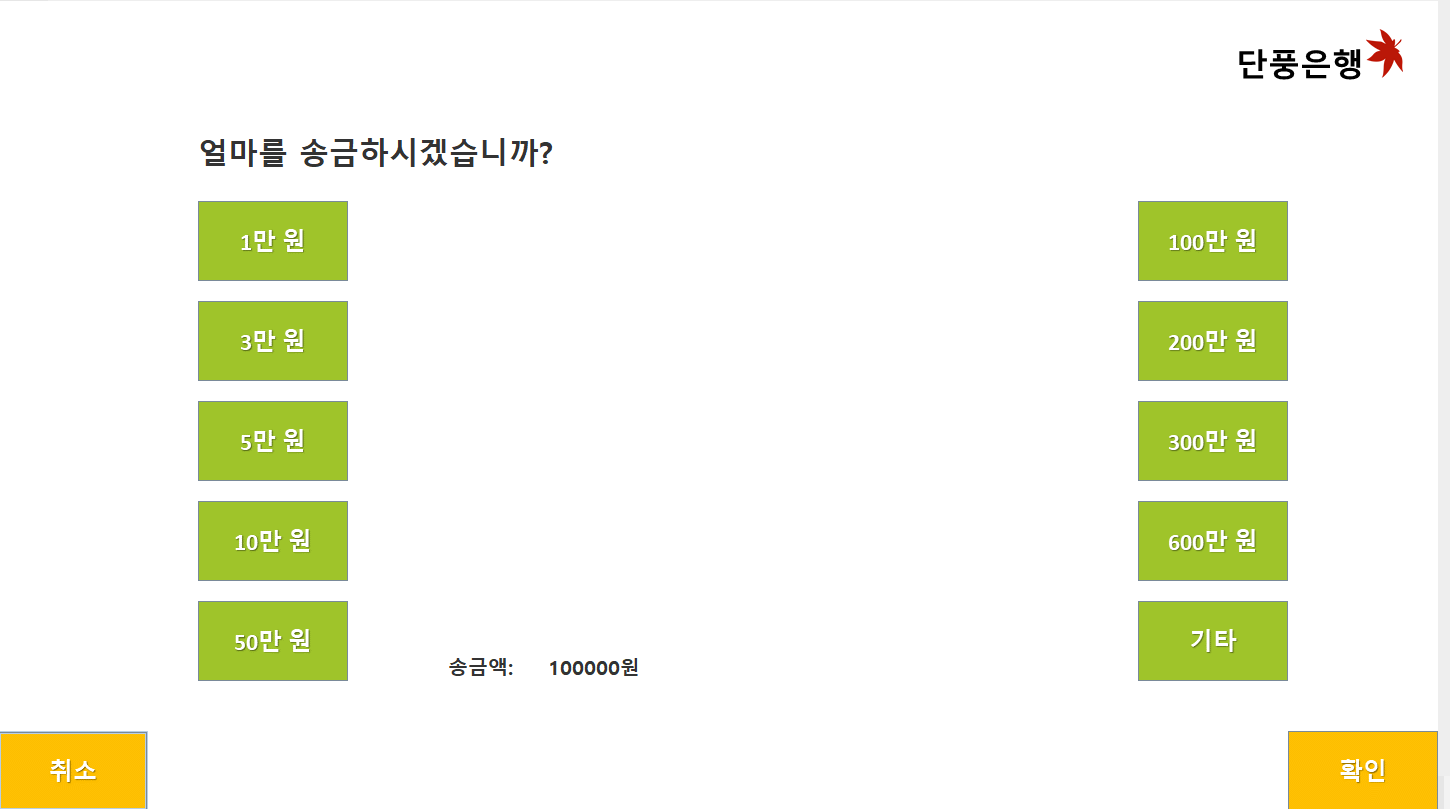 단풍은행
얼마를 송금하시겠습니까?
1만 원
100만 원
3만 원
200만 원
5만 원
300만 원
10만 원
600만 원
50만 원
기타
송금액: 100000원
취소
확인